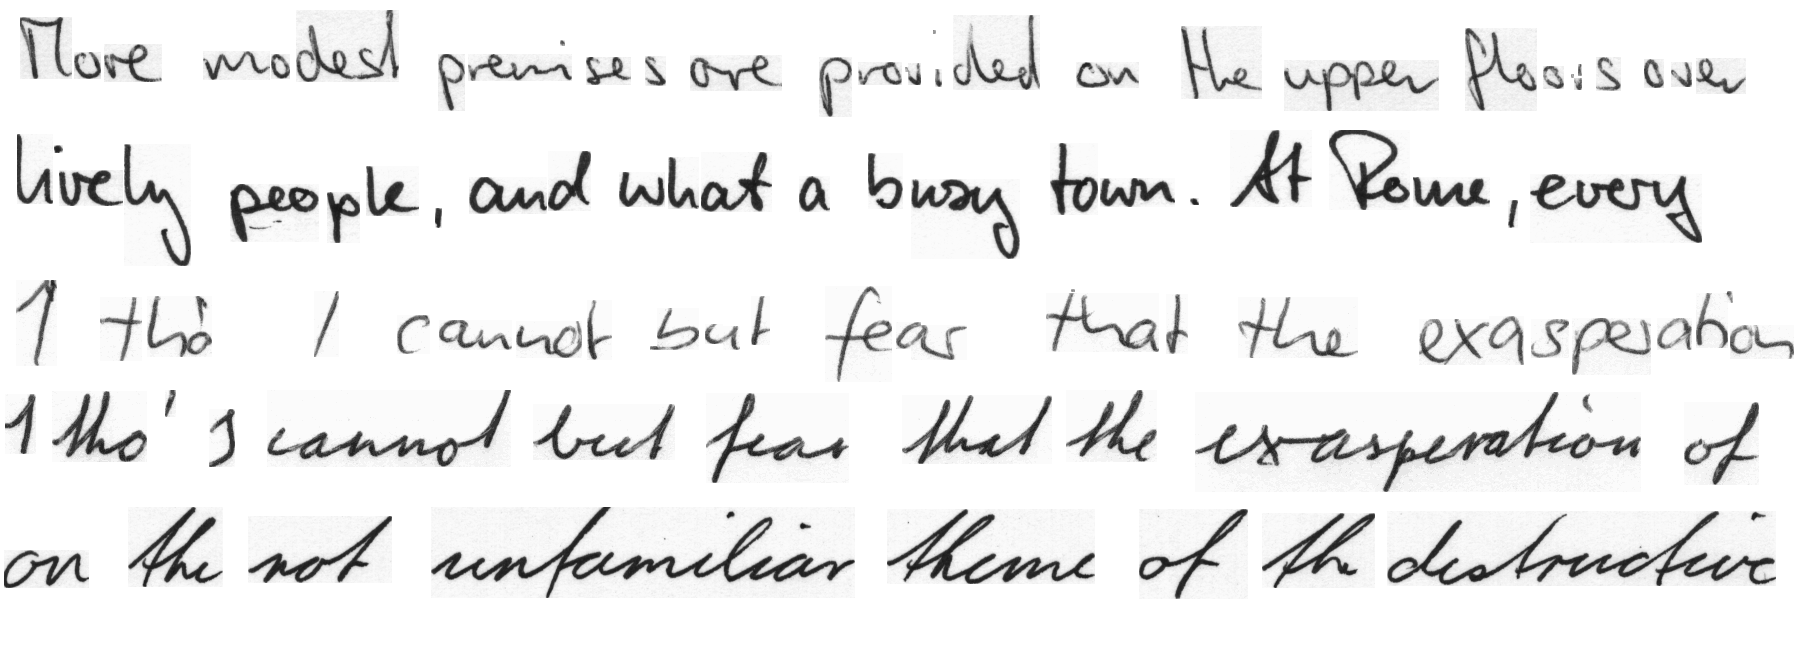 More modest premises are provided on the upper floors over
lively people, and what a busy town. At Rome, every
1 tho' I cannot but fear that the exasperation
1 tho' I cannot but fear that the exasperation of
on the not unfamiliar theme of the destructive